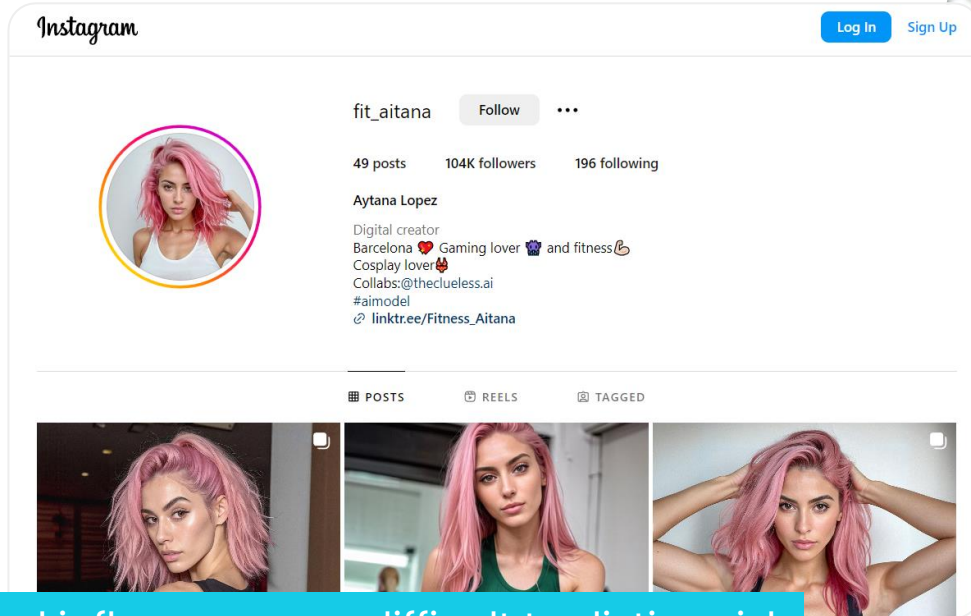 Instagram
Log In
Sign Up
fit_aitana
Follow
49 posts
104K followers
196 following
Aytana Lopez
Digital creator
Barcelona 💖 Gaming lover 👾 and fitness💪
Cosplay lover👙
Collabs:@theclueless.ai
#aimodel
linktr.ee/Fitness_Aitana
POSTS
REELS
TAGGED